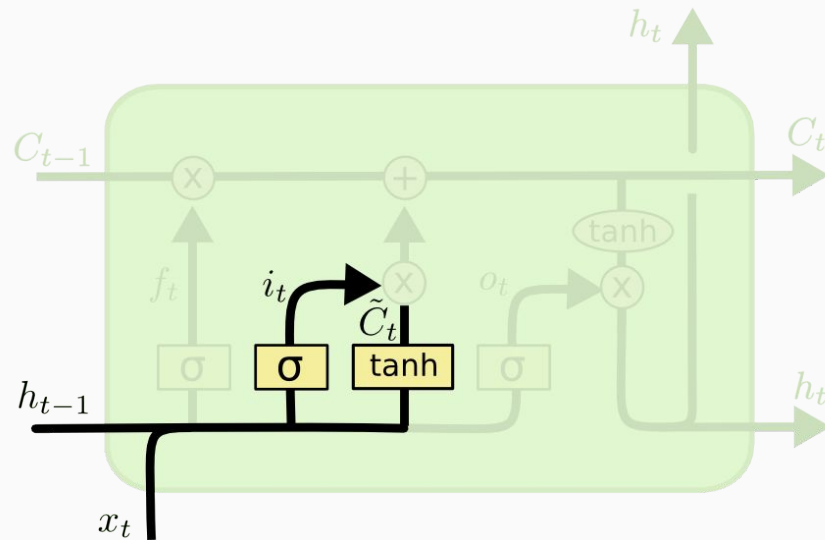 h_t
C_{t-1} x + C_t
tanh
f_t i_t x o_t x
C̃_t
σ σ tanh σ
h_{t-1} h_t
x_t